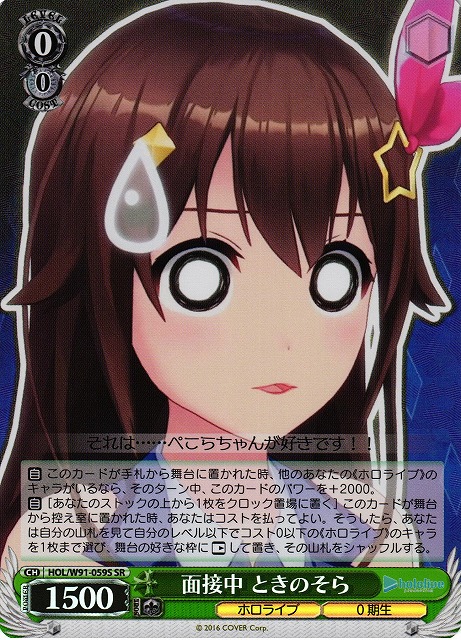 LEVEL
0
0
COST
それは……ぺこらちゃんが好きです!!
自 このカードが手札から舞台に置かれた時、他のあなたの《ホロライブ》の
キャラがいるなら、そのターン中、このカードのパワーを+2000。
自 [あなたのストックの上から1枚をクロック置場に置く] このカードが舞台
から控え室に置かれた時、あなたはコストを払ってよい。そうしたら、あなた
は自分の山札を見て自分のレベル以下でコスト0以下の《ホロライブ》のキャラ
を1枚まで選び、舞台の好きな枠に置き、その山札をシャッフルする。
CH HOL/W91-059S SR
POWER
1500
SOUL
面接中 ときのそら
hololive
ホロライブ
0期生
© 2016 COVER Corp.